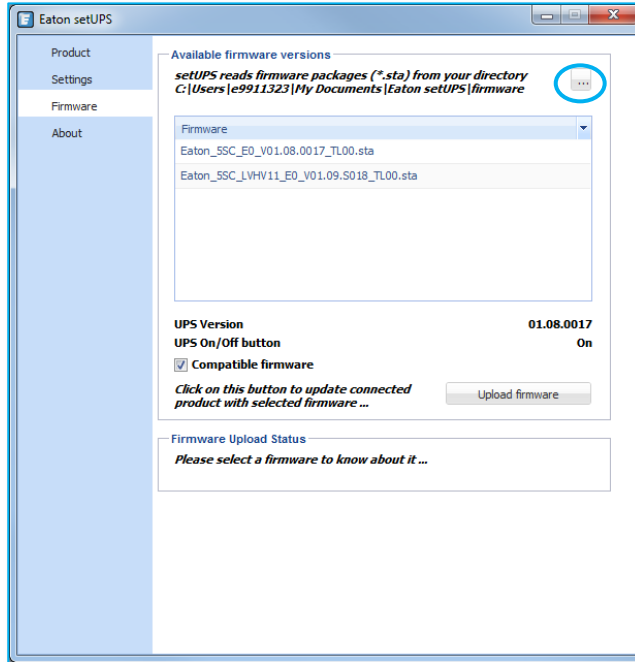 Eaton setUPS
Product
Settings
Firmware
About
Available firmware versions
setUPS reads firmware packages (*.sta) from your directory
C:\Users\e9911323\My Documents\Eaton setUPS\firmware
...
Firmware
Eaton_5SC_E0_V01.08.0017_TL00.sta
Eaton_5SC_LVHV11_E0_V01.09.S018_TL00.sta
UPS Version 01.08.0017
UPS On/Off button On
Compatible firmware
Click on this button to update connected
product with selected firmware ...
Upload firmware
Firmware Upload Status
Please select a firmware to know about it ...